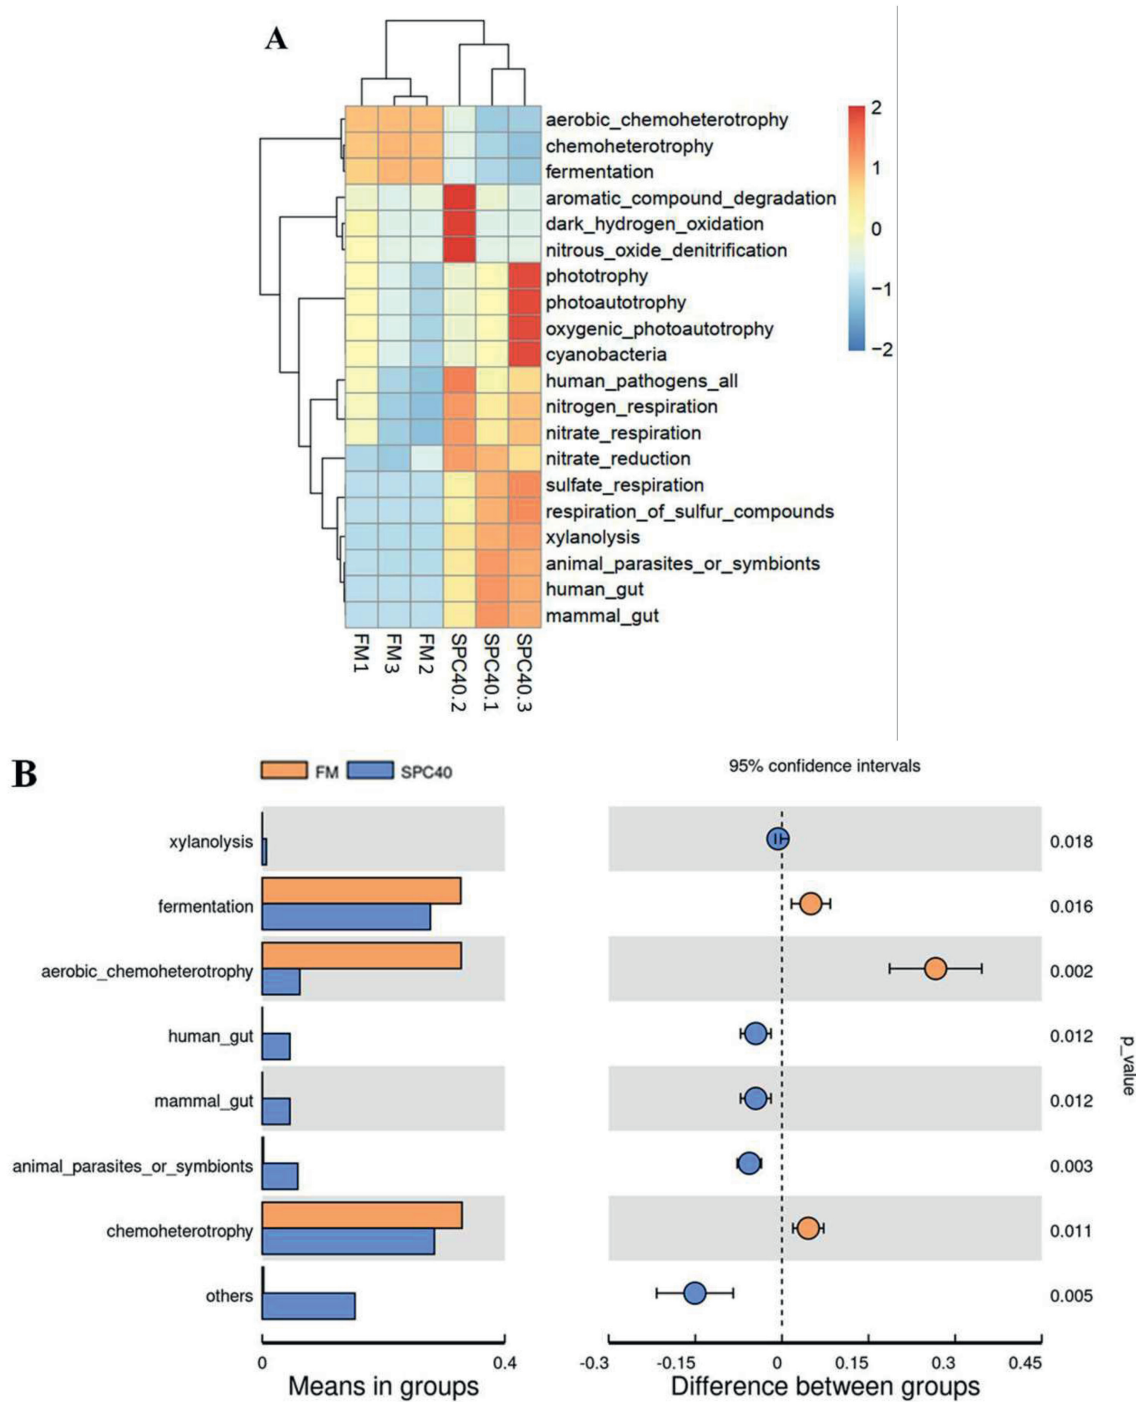 A
2
1
0
−1
−2
aerobic_chemoheterotrophy
chemoheterotrophy
fermentation
aromatic_compound_degradation
dark_hydrogen_oxidation
nitrous_oxide_denitrification
phototrophy
photoautotrophy
oxygenic_photoautotrophy
cyanobacteria
human_pathogens_all
nitrogen_respiration
nitrate_respiration
nitrate_reduction
sulfate_respiration
respiration_of_sulfur_compounds
xylanolysis
animal_parasites_or_symbionts
human_gut
mammal_gut
FM1
FM3
FM2
SPC40.2
SPC40.1
SPC40.3
B
FM SPC40
95% confidence intervals
xylanolysis 0.018
fermentation 0.016
aerobic_chemoheterotrophy 0.002
human_gut 0.012
mammal_gut 0.012
animal_parasites_or_symbionts 0.003
chemoheterotrophy 0.011
others 0.005
p_value
0 0.4 -0.3 -0.15 0 0.15 0.3 0.45
Means in groups Difference between groups